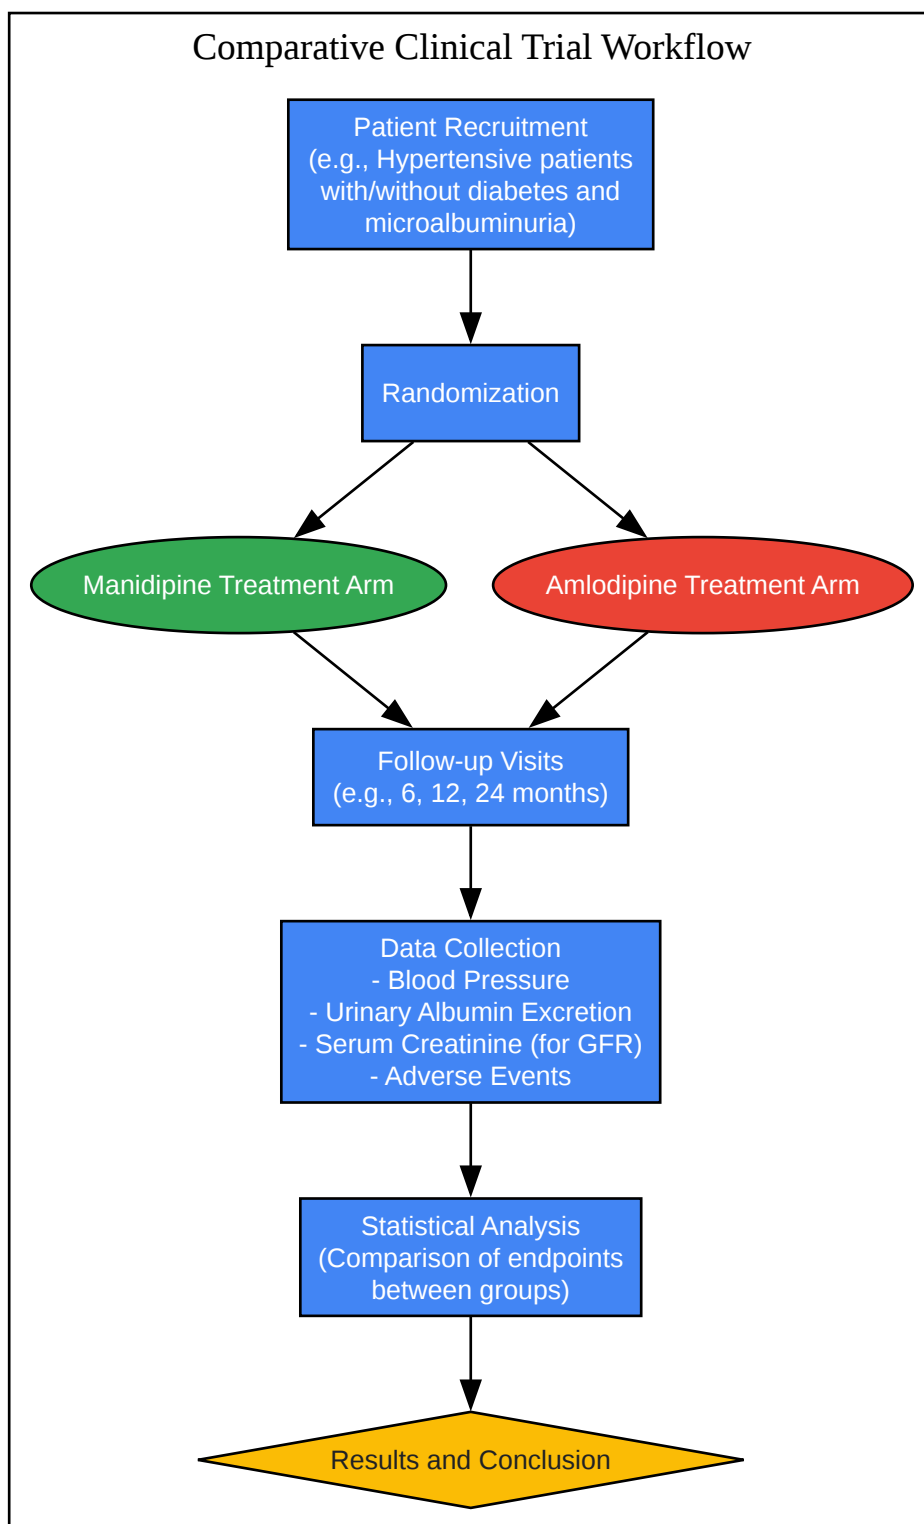 Comparative Clinical Trial Workflow
Patient Recruitment
(e.g., Hypertensive patients
with/without diabetes and
microalbuminuria)
Randomization
Manidipine Treatment Arm
Amlodipine Treatment Arm
Follow-up Visits
(e.g., 6, 12, 24 months)
Data Collection
- Blood Pressure
- Urinary Albumin Excretion
- Serum Creatinine (for GFR)
- Adverse Events
Statistical Analysis
(Comparison of endpoints
between groups)
Results and Conclusion